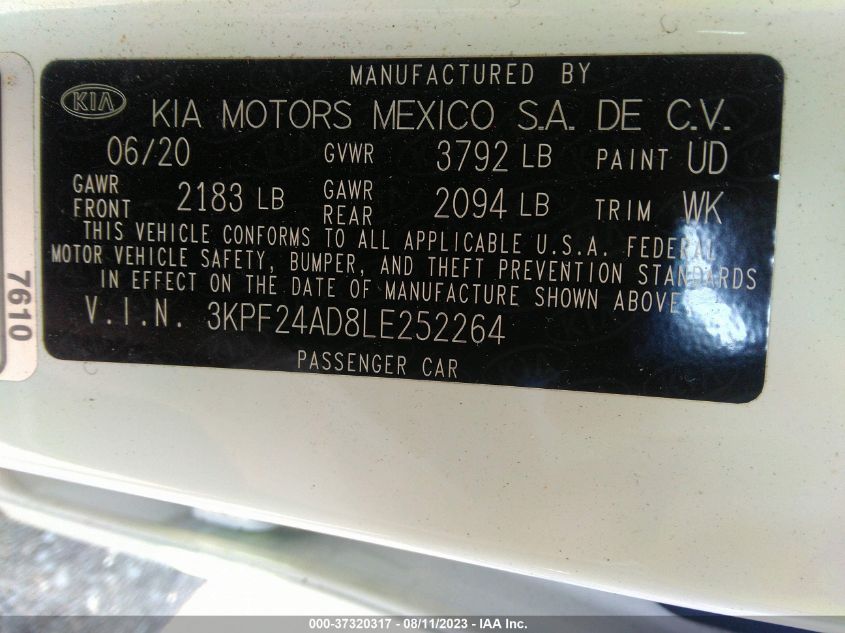 MANUFACTURED BY
KIA KIA MOTORS MEXICO S.A. DE C.V.
06/20 GVWR 3792 LB PAINT UD
GAWR FRONT 2183 LB GAWR REAR 2094 LB TRIM WK
THIS VEHICLE CONFORMS TO ALL APPLICABLE U.S.A. FEDERAL
MOTOR VEHICLE SAFETY, BUMPER, AND THEFT PREVENTION STANDARDS
IN EFFECT ON THE DATE OF MANUFACTURE SHOWN ABOVE
V.I.N. 3KPF24AD8LE252264
PASSENGER CAR
7610
000-37320317 - 08/11/2023 - IAA Inc.